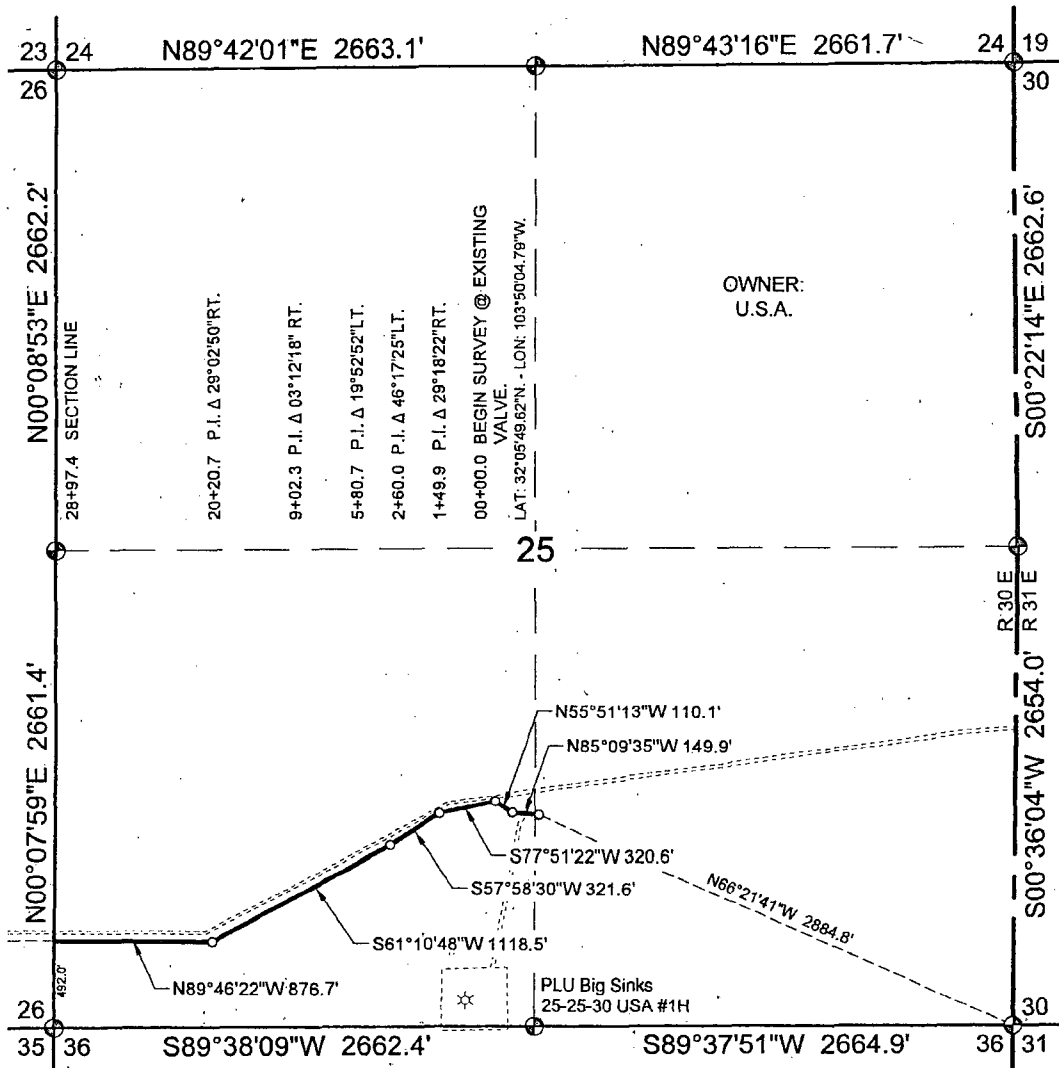 23 24
N89°42'01"E 2663.1'
N89°43'16"E 2661.7'
24 19
26
30
N00°08'53"E 2662.2'
28+97.4 SECTION LINE
20+20.7 P.I. Δ 29°02'50"RT.
9+02.3 P.I. Δ 03°12'18" RT.
5+80.7 P.I. Δ 19°52'52"LT.
2+60.0 P.I. Δ 46°17'25"LT.
1+49.9 P.I. Δ 29°18'22"RT.
00+00.0 BEGIN SURVEY @ EXISTING
VALVE.
LAT: 32°05'49.62"N. - LON: 103°50'04.79"W.
OWNER:
U.S.A.
S00°22'14"E 2662.6'
25
R 30 E
R 31 E
N00°07'59"E 2661.4'
S00°36'04"W 2654.0'
N55°51'13"W 110.1'
N85°09'35"W 149.9'
S77°51'22"W 320.6'
S57°58'30"W 321.6'
N66°21'41"W 2884.8'
S61°10'48"W 1118.5'
N89°46'22"W 876.7'
492.0'
PLU Big Sinks
25-25-30 USA #1H
26
30
35 36
S89°38'09"W 2662.4'
S89°37'51"W 2664.9'
36 31